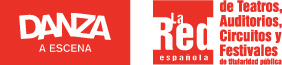 DANZA
A ESCENA
La
Red
española
de Teatros,
Auditorios,
Circuitos y
Festivales
de titularidad pública